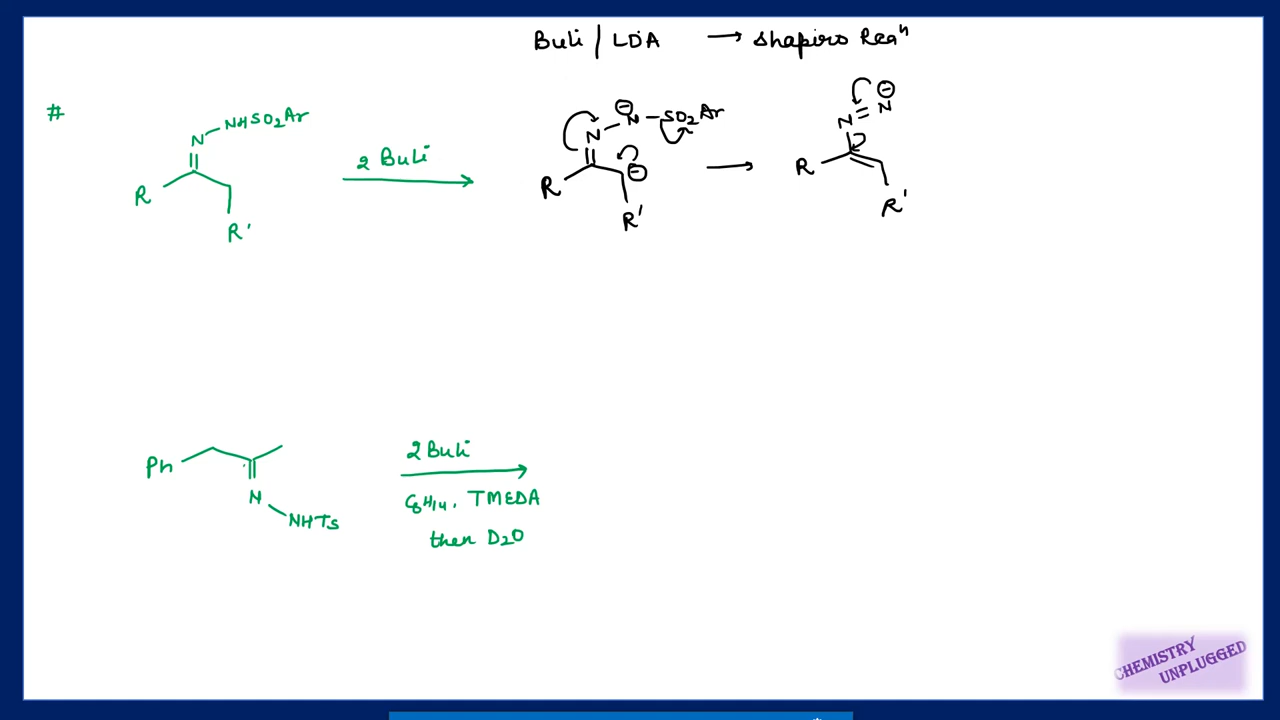 BuLi / LDA → Shapiro Reaⁿ
#
N NHSO2Ar
R
R'
2 BuLi
⊖
N N SO2Ar
R
⊖
R'
⊖
N = N
R
R'
Ph
N
NHTs
2 BuLi
C6H14, TMEDA
then D2O
CHEMISTRY
UNPLUGGED